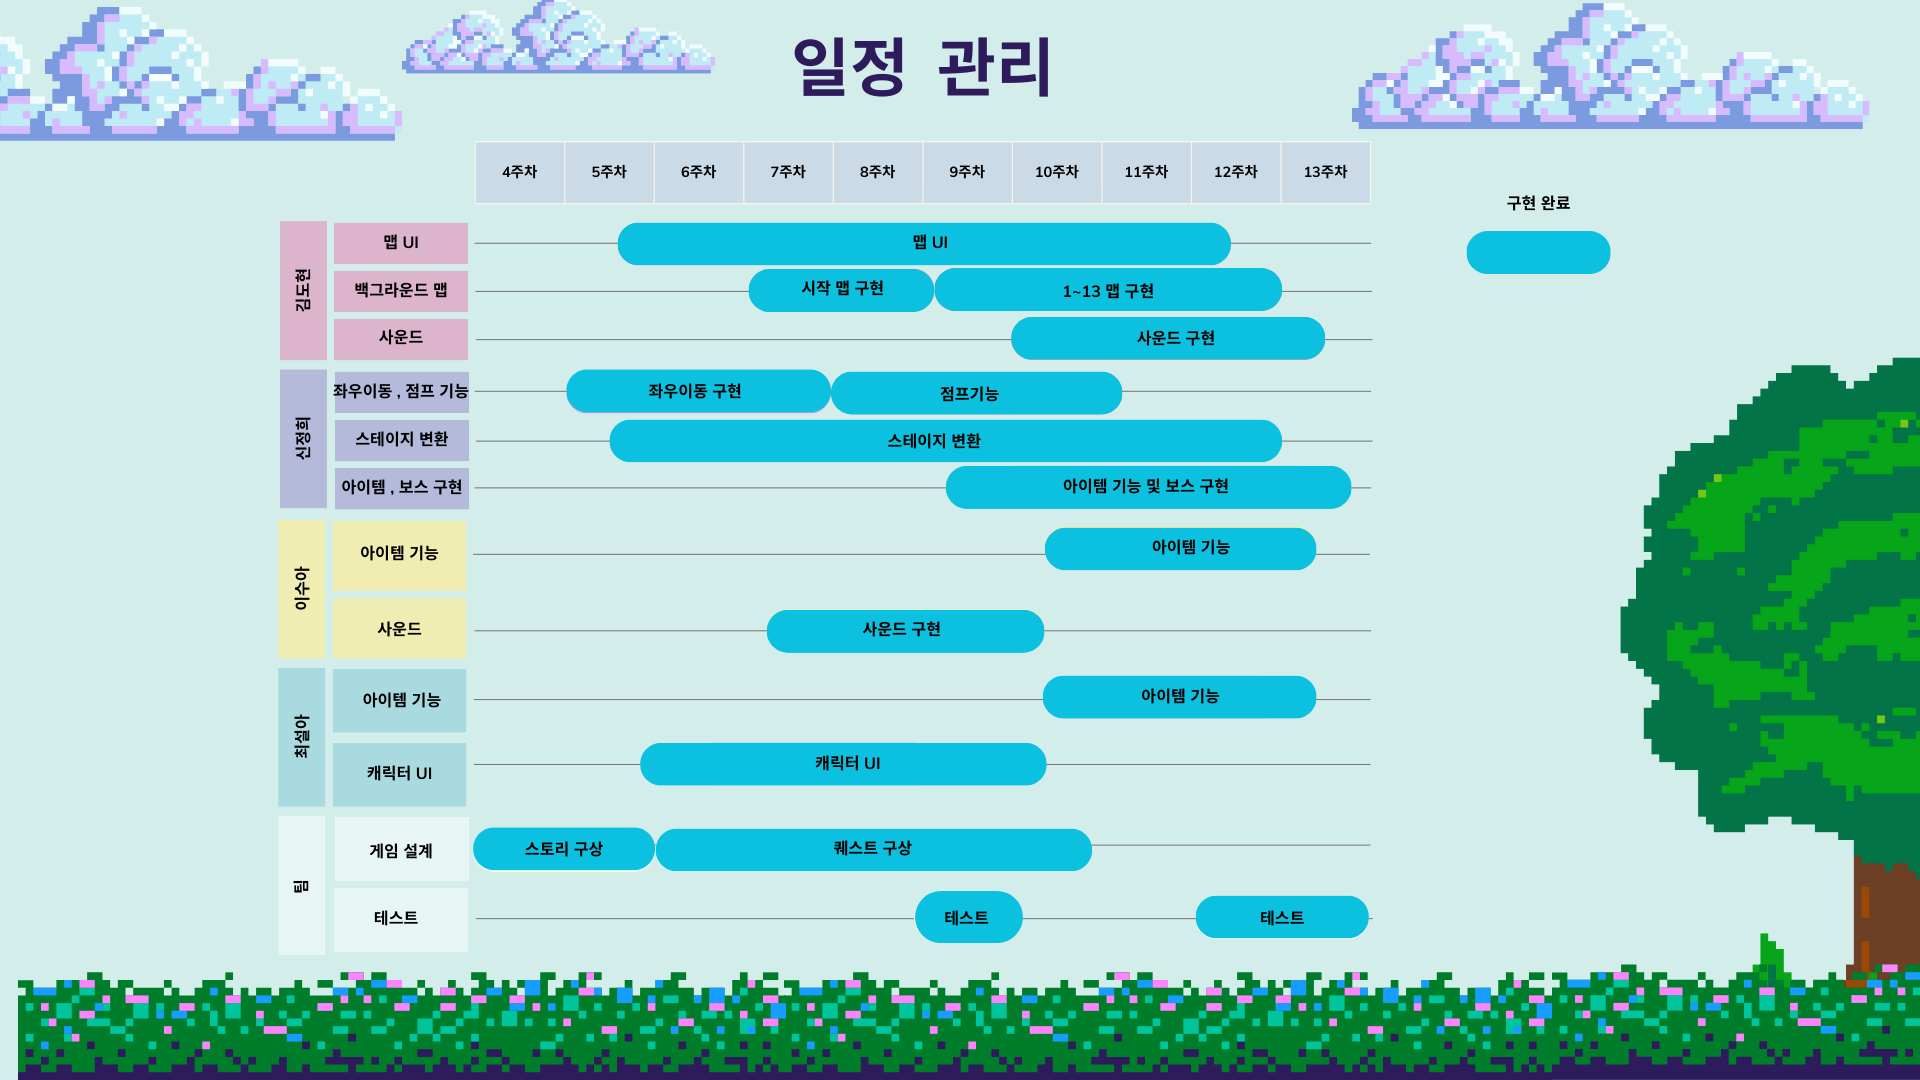 일정 관리
4주차 5주차 6주차 7주차 8주차 9주차 10주차 11주차 12주차 13주차
구현 완료
김도현
맵 UI
맵 UI
백그라운드 맵
시작 맵 구현
1~13 맵 구현
사운드
사운드 구현
신정희
좌우이동 , 점프 기능
좌우이동 구현
점프기능
스테이지 변환
스테이지 변환
아이템 , 보스 구현
아이템 기능 및 보스 구현
이수아
아이템 기능
아이템 기능
사운드
사운드 구현
최설아
아이템 기능
아이템 기능
캐릭터 UI
캐릭터 UI
팀
게임 설계
스토리 구상
퀘스트 구상
테스트
테스트
테스트